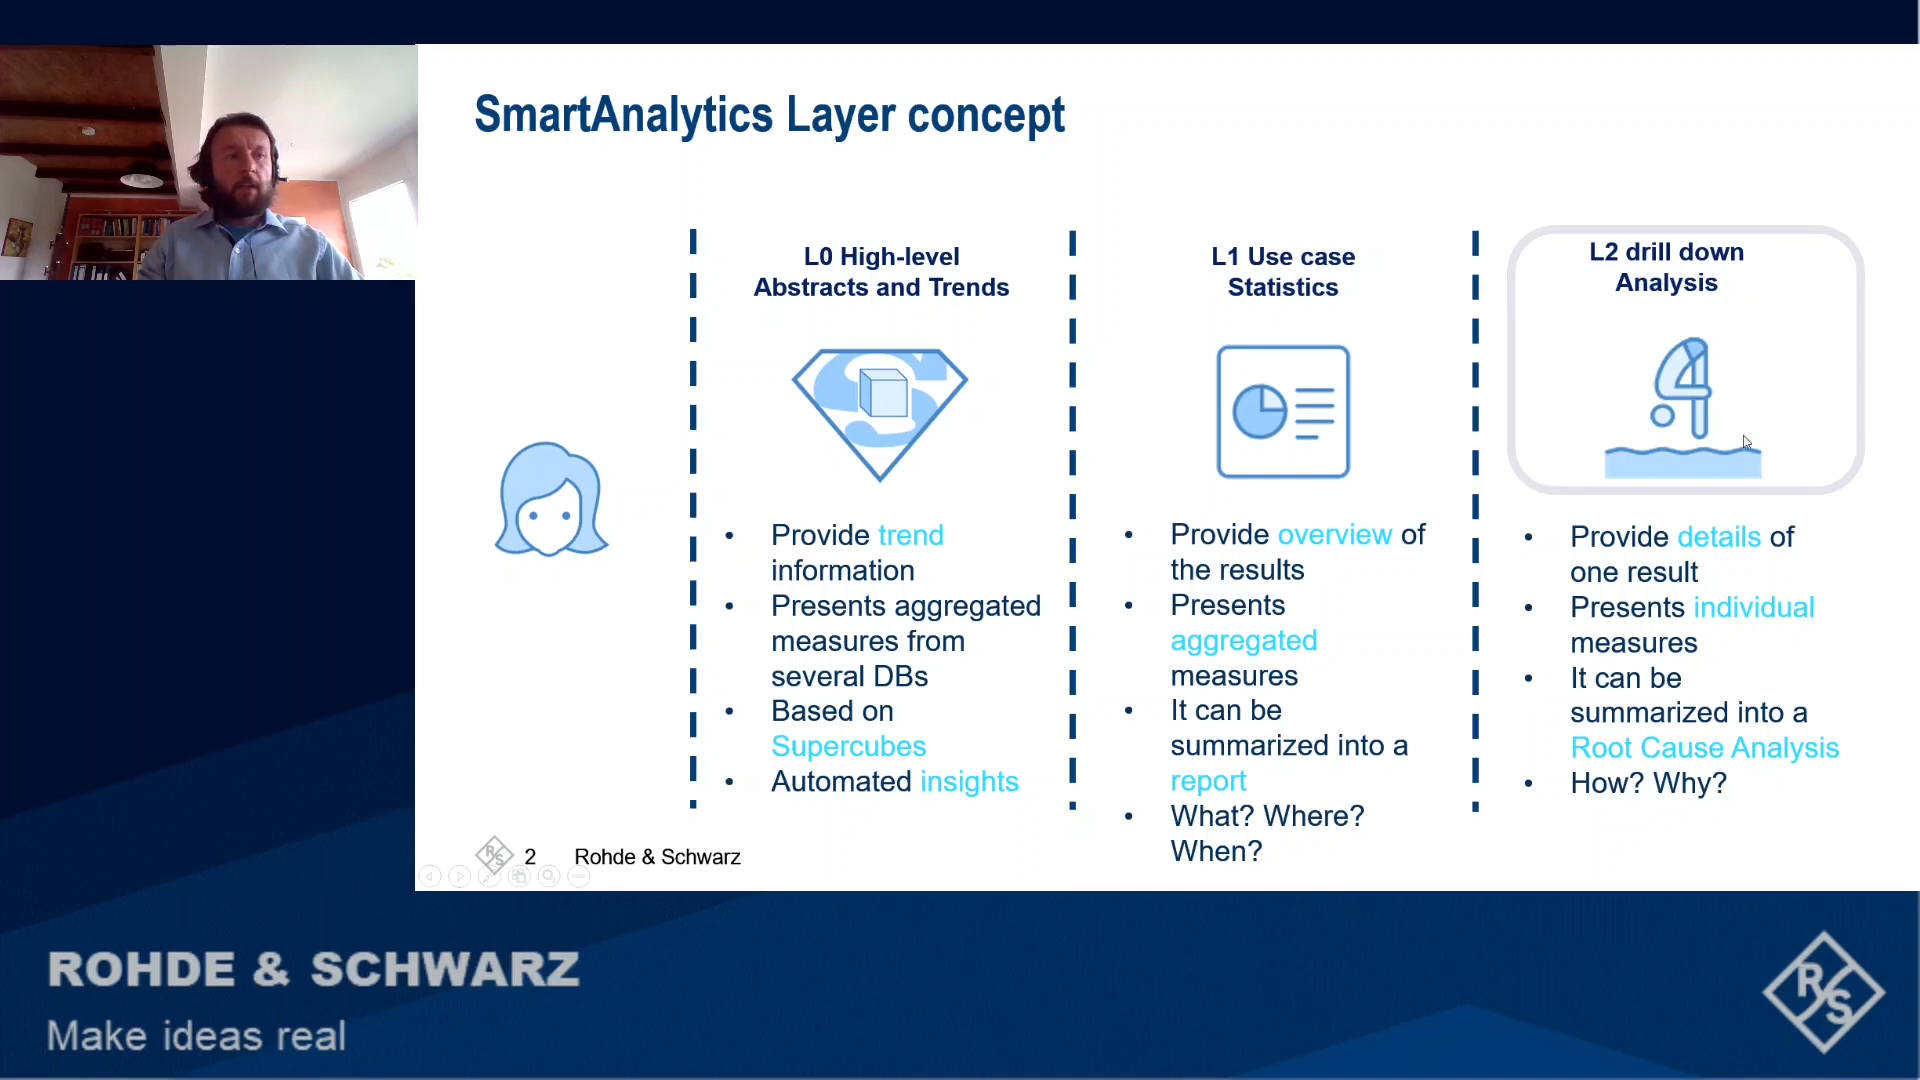 SmartAnalytics Layer concept
L0 High-level
Abstracts and Trends
• Provide trend
information
• Presents aggregated
measures from
several DBs
• Based on
Supercubes
• Automated insights
L1 Use case
Statistics
• Provide overview of
the results
• Presents
aggregated
measures
• It can be
summarized into a
report
• What? Where?
When?
L2 drill down
Analysis
• Provide details of
one result
• Presents individual
measures
• It can be
summarized into a
Root Cause Analysis
• How? Why?
R/S 2 Rohde & Schwarz
ROHDE & SCHWARZ
Make ideas real
R/S